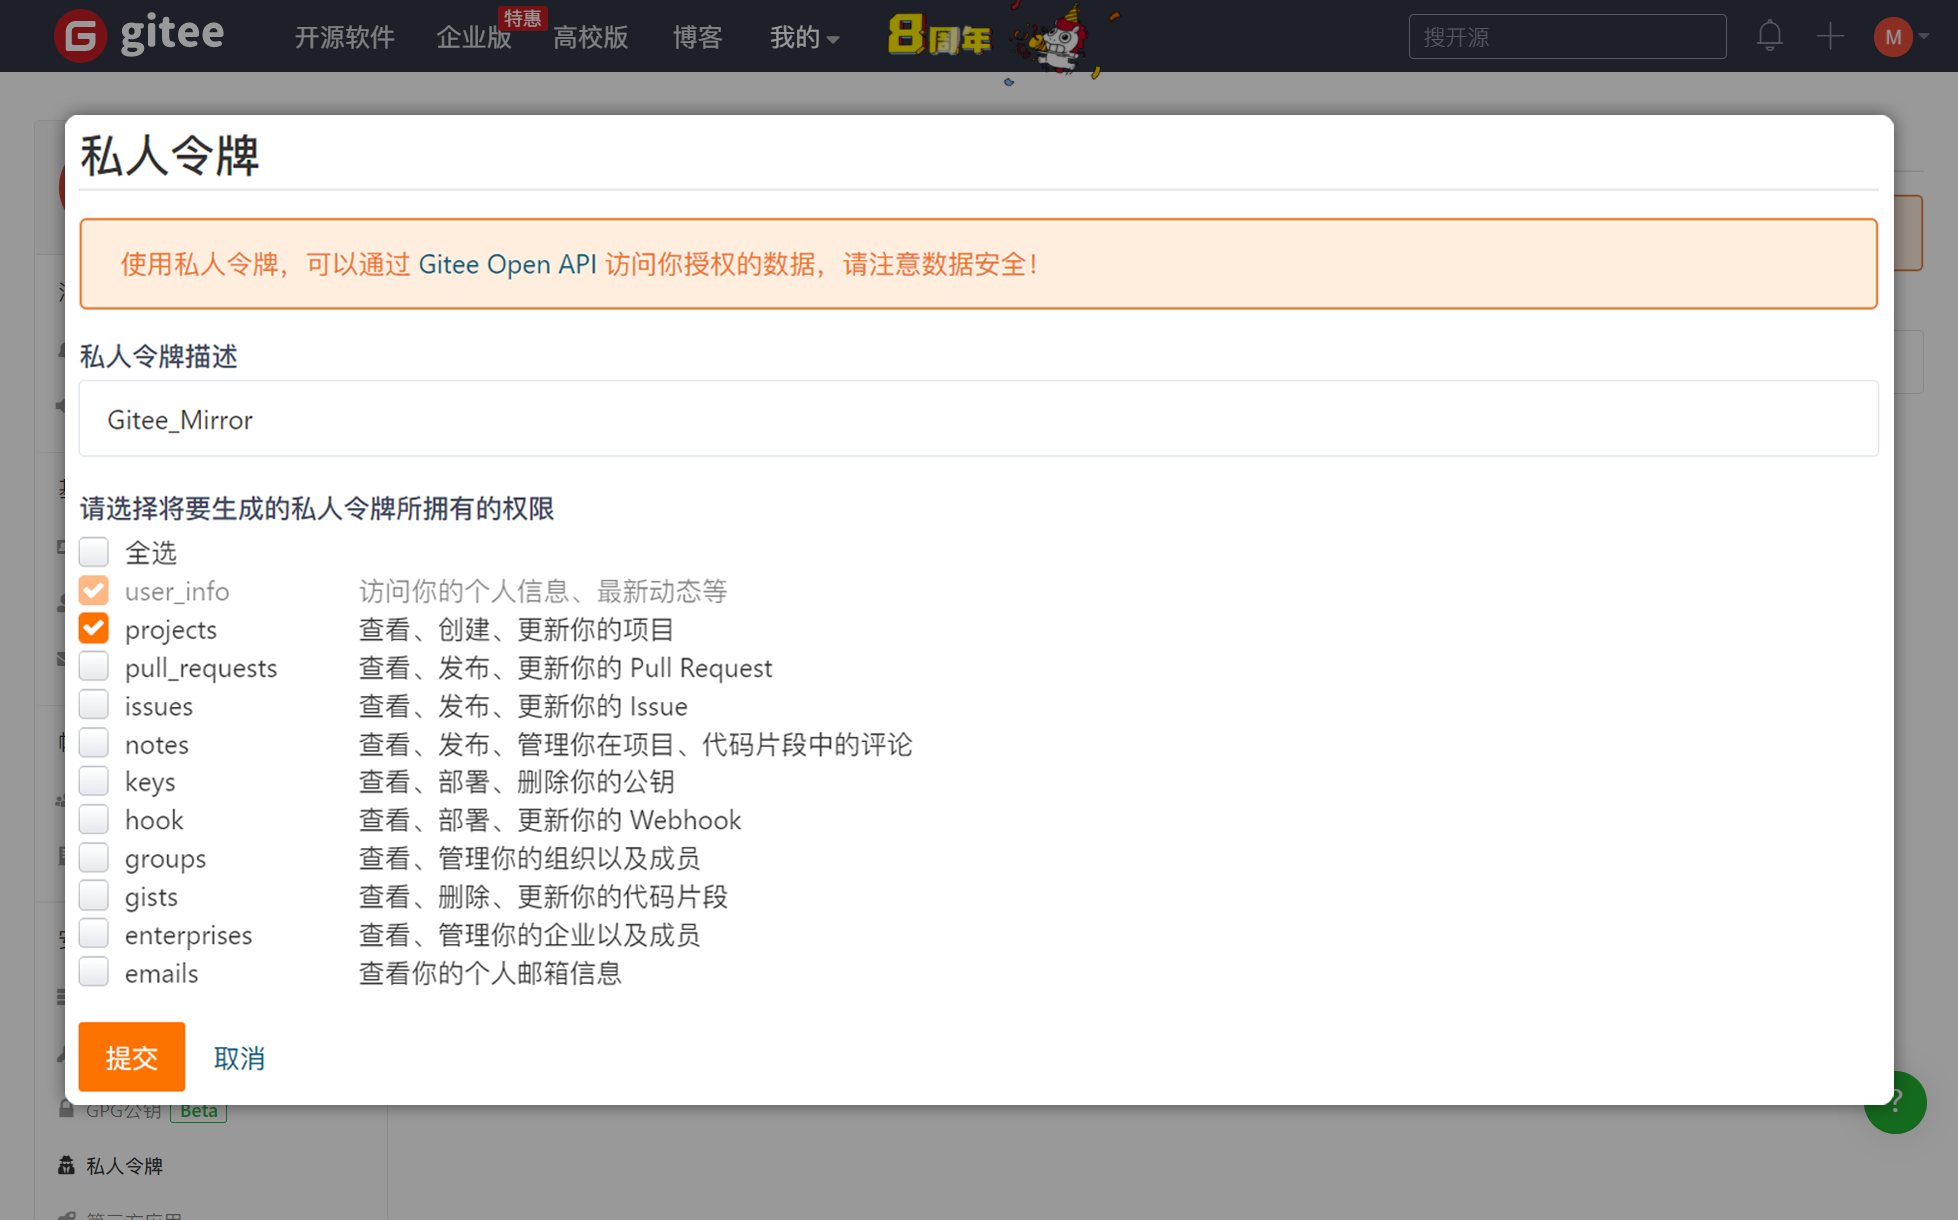 gitee
开源软件
企业版
特惠
高校版
博客
我的
8周年
搜开源
M
私人令牌
使用私人令牌，可以通过 Gitee Open API 访问你授权的数据，请注意数据安全！
私人令牌描述
Gitee_Mirror
请选择将要生成的私人令牌所拥有的权限
全选
user_info 访问你的个人信息、最新动态等
projects 查看、创建、更新你的项目
pull_requests 查看、发布、更新你的 Pull Request
issues 查看、发布、更新你的 Issue
notes 查看、发布、管理你在项目、代码片段中的评论
keys 查看、部署、删除你的公钥
hook 查看、部署、更新你的 Webhook
groups 查看、管理你的组织以及成员
gists 查看、删除、更新你的代码片段
enterprises 查看、管理你的企业以及成员
emails 查看你的个人邮箱信息
提交 取消
GPG公钥 Beta
?
私人令牌
第三方应用